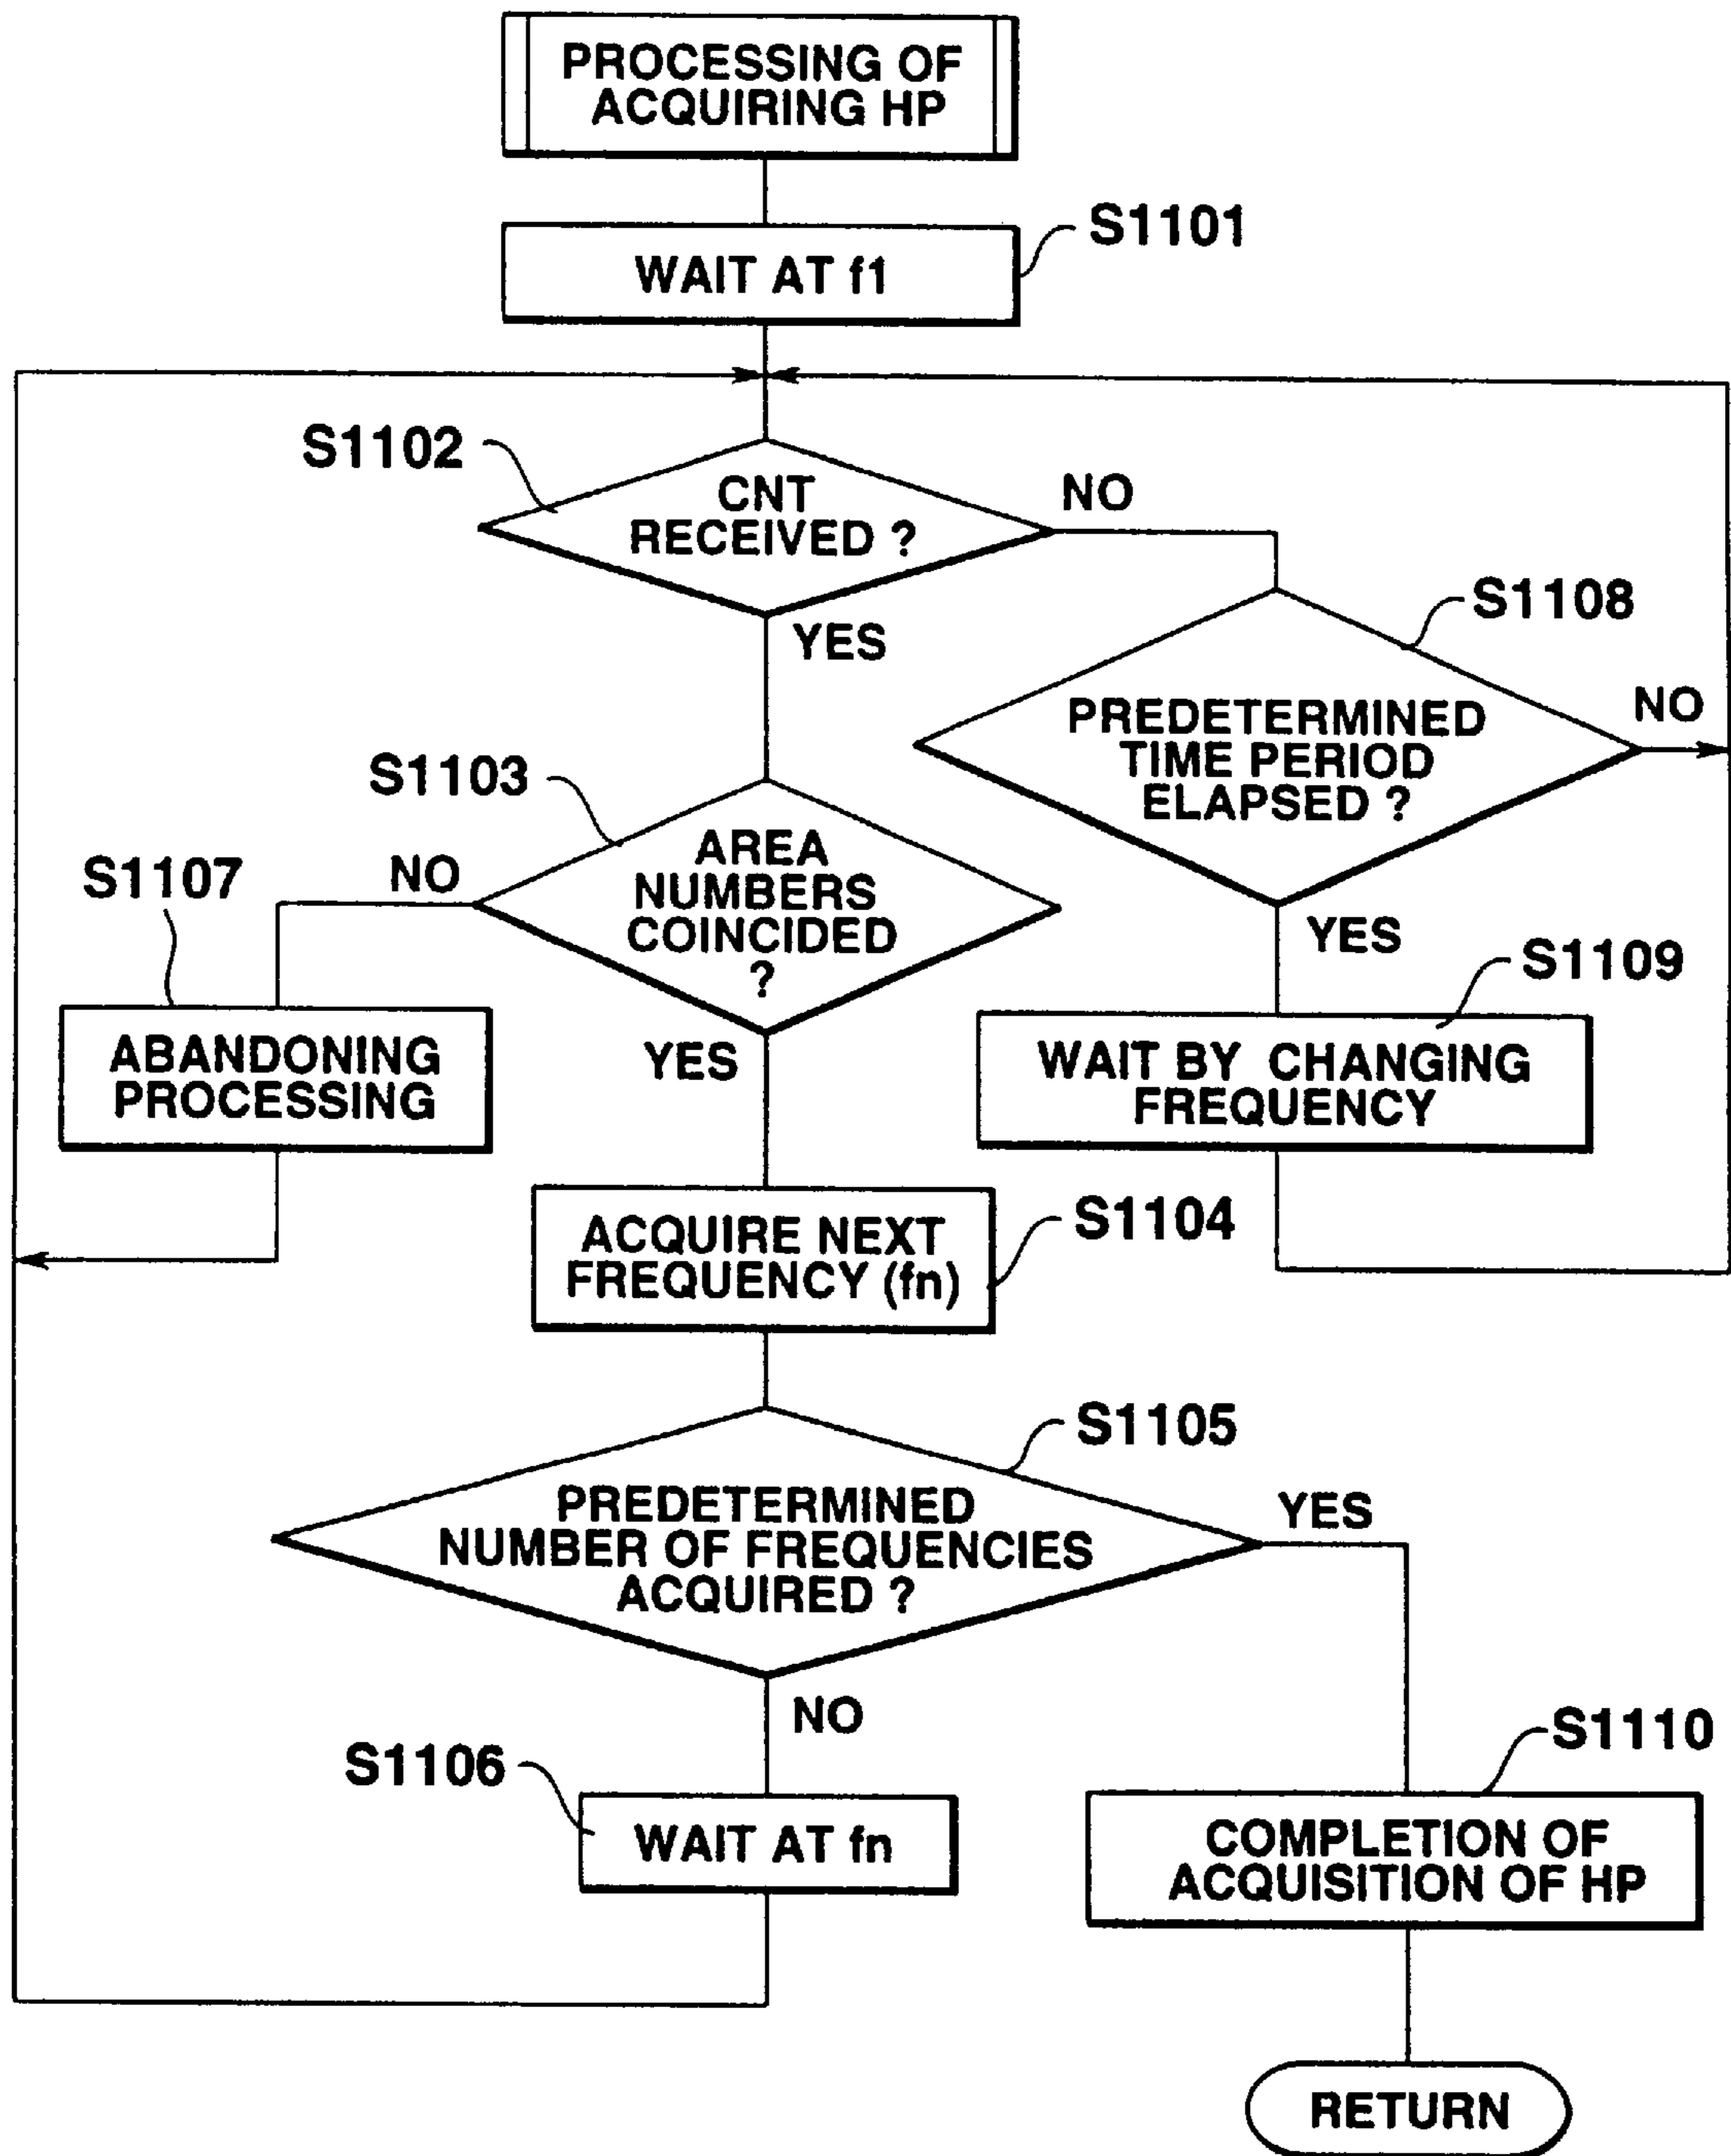 PROCESSING OF
ACQUIRING HP
S1101
WAIT AT f1
S1102
CNT
RECEIVED ?
NO
YES
S1108
PREDETERMINED
TIME PERIOD
ELAPSED ?
NO
YES
S1103
AREA
NUMBERS
COINCIDED
?
NO
YES
S1107
ABANDONING
PROCESSING
S1109
WAIT BY CHANGING
FREQUENCY
S1104
ACQUIRE NEXT
FREQUENCY (fn)
S1105
PREDETERMINED
NUMBER OF FREQUENCIES
ACQUIRED ?
YES
NO
S1106
WAIT AT fn
S1110
COMPLETION OF
ACQUISITION OF HP
RETURN